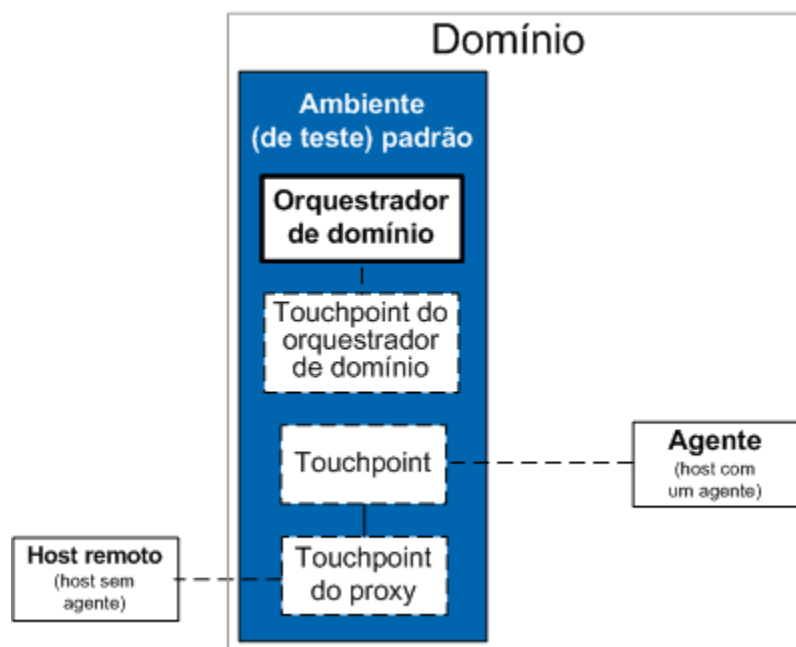 Domínio
Ambiente
(de teste) padrão
Orquestrador
de domínio
Touchpoint do
orquestrador
de domínio
Touchpoint
Agente
(host com
um agente)
Host remoto
(host sem
agente)
Touchpoint
do proxy